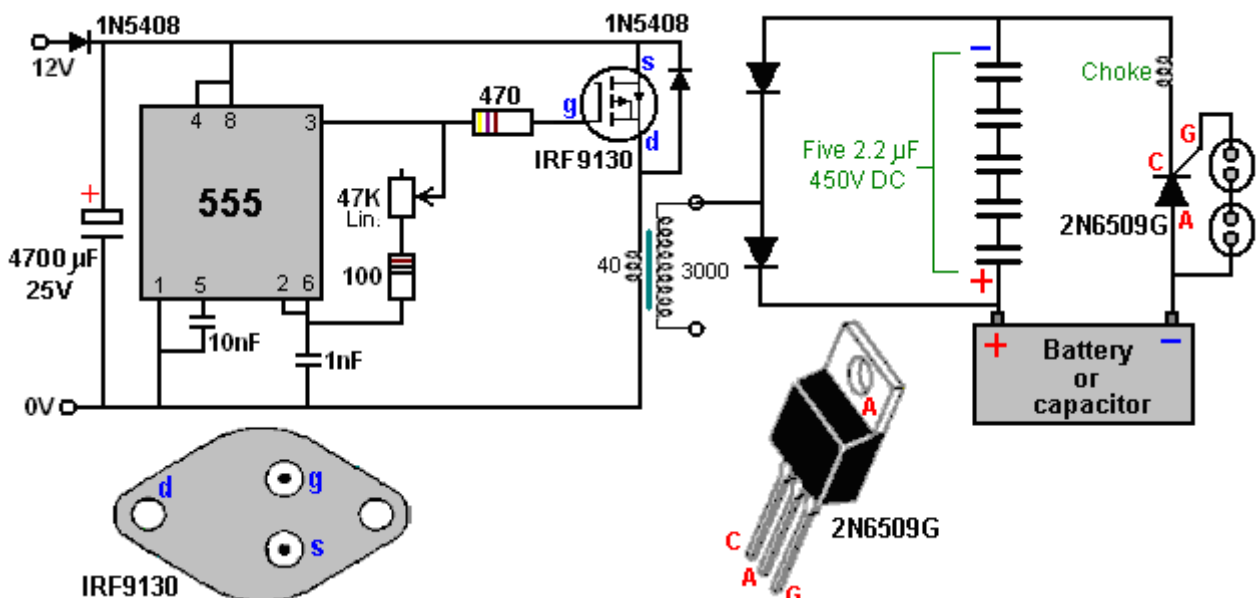 1N5408
12V
4 8 3
555
1 5 2 6
+
4700 µF
25V
10nF
1nF
0V
47K
Lin.
100
470
g
s
d
IRF9130
1N5408
40
3000
−
Five 2.2 µF
450V DC
+
Choke
G
C
A
2N6509G
+ −
Battery
or
capacitor
d
g
s
IRF9130
A
2N6509G
C
A
G